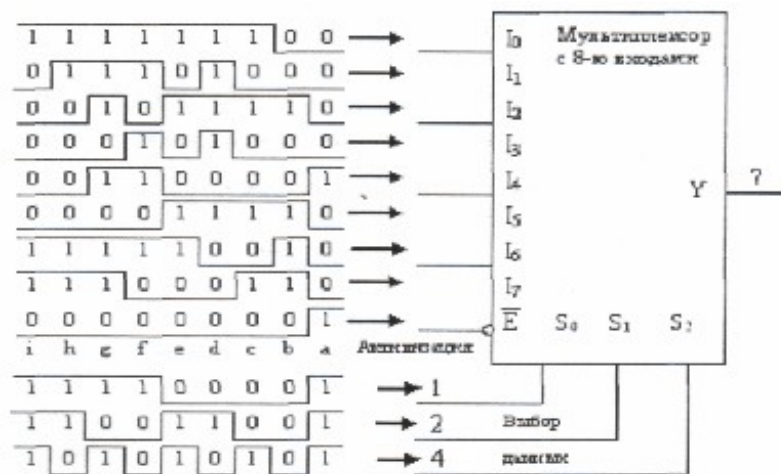 1 1 1 1 1 1 1 0 0 I0 Мультиплексор
0 1 1 1 0 1 0 0 0 I1 с 8-ю входами
0 0 1 0 1 1 1 1 0 I2
0 0 0 1 0 1 0 0 0 I3
0 0 1 1 0 0 0 0 1 I4 Y 7
0 0 0 0 1 1 1 1 0 I5
1 1 1 1 1 0 0 1 0 I6
1 1 1 0 0 0 1 1 0 I7
0 0 0 0 0 0 0 0 1 E S0 S1 S2
i h g f e d c b a Активизация
1 1 1 1 0 0 0 0 1 1
1 1 0 0 1 1 0 0 1 2 Выбор
1 0 1 0 1 0 1 0 1 4 данных